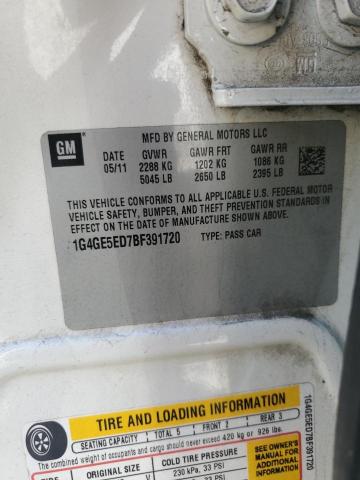 GM
MFD BY GENERAL MOTORS LLC
DATE GVWR GAWR FRT GAWR RR
05/11 2288 KG 1202 KG 1086 KG
5045 LB 2650 LB 2395 LB
THIS VEHICLE CONFORMS TO ALL APPLICABLE U.S. FEDERAL MOTOR
VEHICLE SAFETY, BUMPER, AND THEFT PREVENTION STANDARDS IN
EFFECT ON THE DATE OF MANUFACTURE SHOWN ABOVE.
1G4GE5ED7BF391720 TYPE: PASS CAR
TIRE AND LOADING INFORMATION
SEATING CAPACITY TOTAL 5 FRONT 2 REAR 3
The combined weight of occupants and cargo should never exceed 420 kg or 926 lbs.
TIRE ORIGINAL SIZE COLD TIRE PRESSURE
230 kPa, 33 PSI
33 PSI
SEE OWNER'S
MANUAL FOR
ADDITIONAL
INFORMATION
1G4GE5ED7BF391720